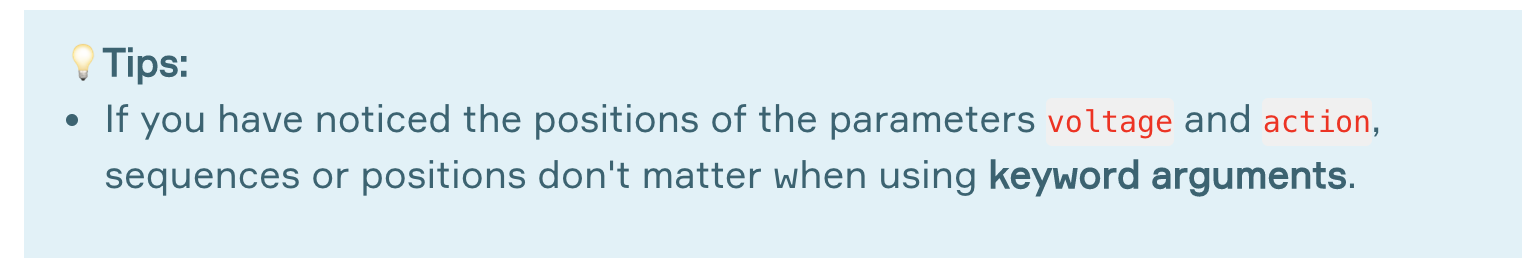 💡Tips:
• If you have noticed the positions of the parameters voltage and action,
sequences or positions don't matter when using keyword arguments.